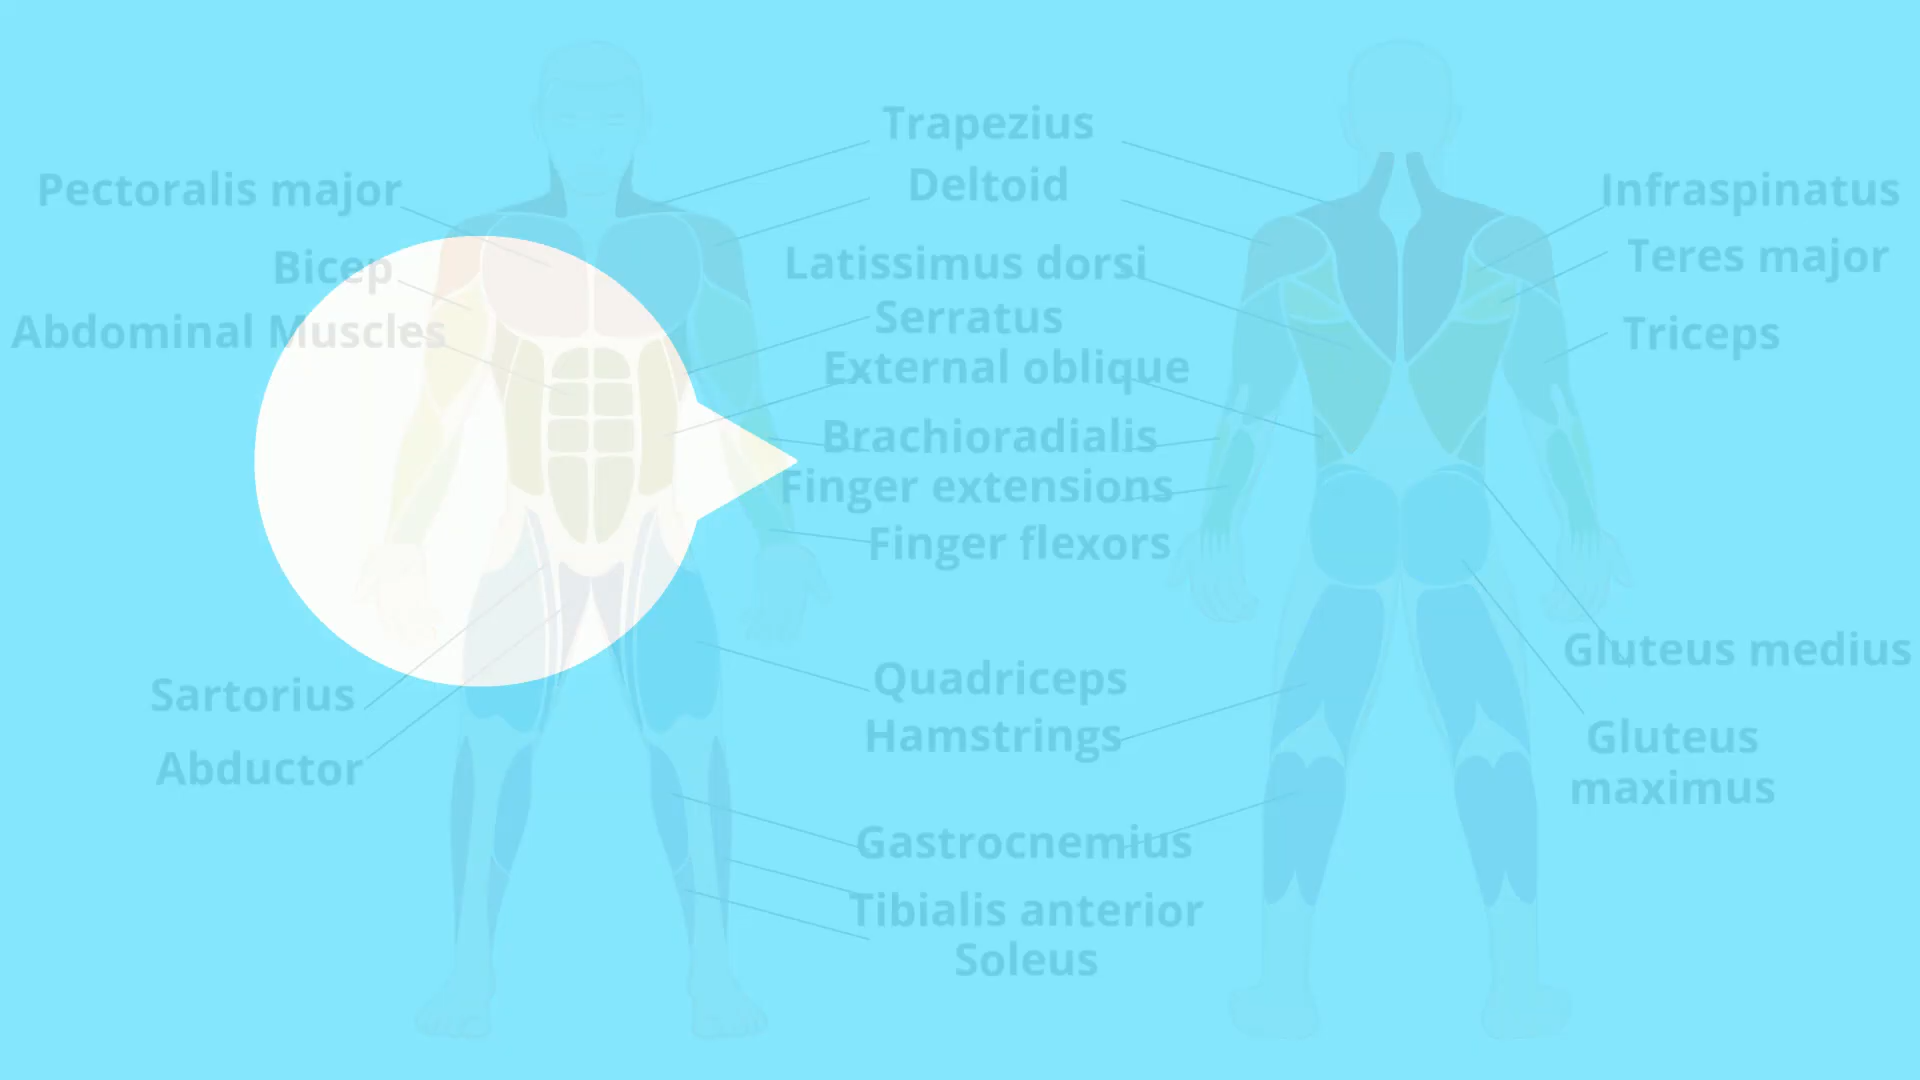 Trapezius
Pectoralis major
Deltoid
Infraspinatus
Bicep
Latissimus dorsi
Teres major
Abdominal Muscles
Serratus
Triceps
External oblique
Brachioradialis
Finger extensions
Finger flexors
Sartorius
Quadriceps
Gluteus medius
Abductor
Hamstrings
Gluteus
maximus
Gastrocnemius
Tibialis anterior
Soleus